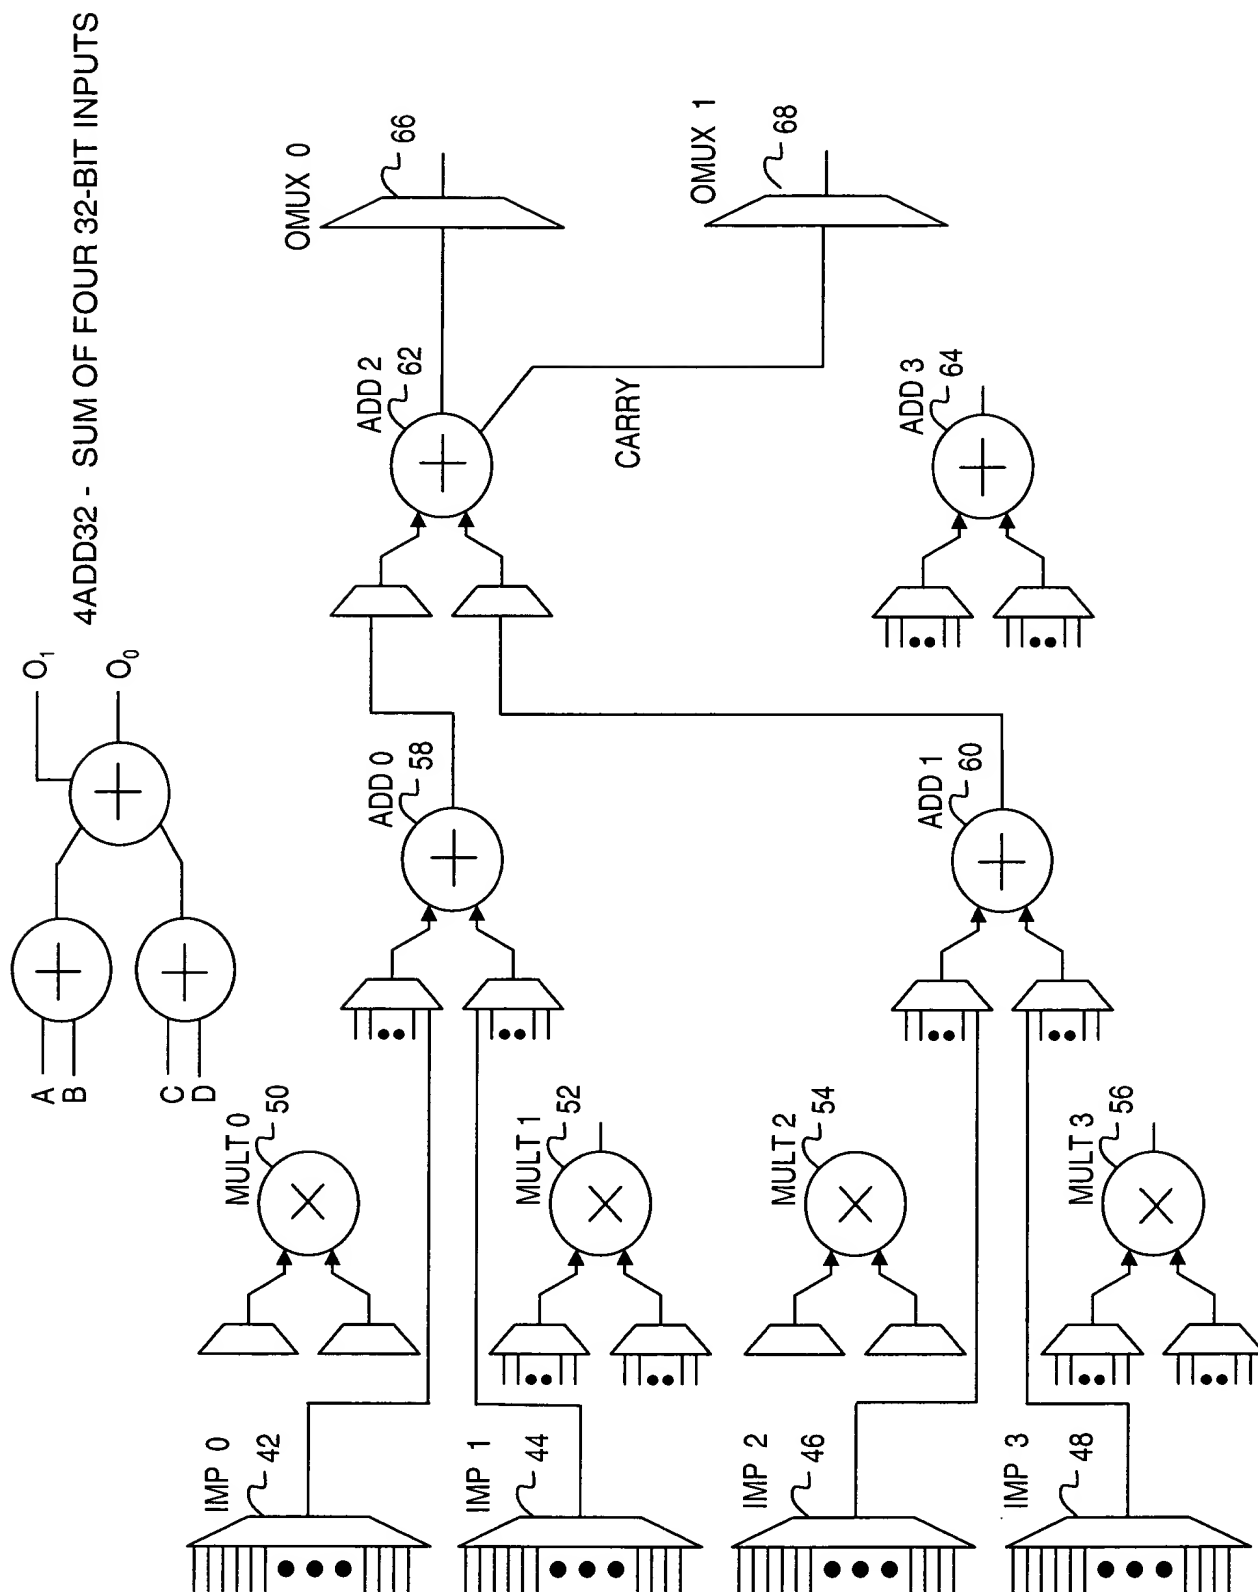 4ADD32 - SUM OF FOUR 32-BIT INPUTS
A
B
C
D
O1
O0
IMP 0
42
IMP 1
44
IMP 2
46
IMP 3
48
MULT 0
50
MULT 1
52
MULT 2
54
MULT 3
56
ADD 0
58
ADD 1
60
ADD 2
62
CARRY
ADD 3
64
OMUX 0
66
OMUX 1
68